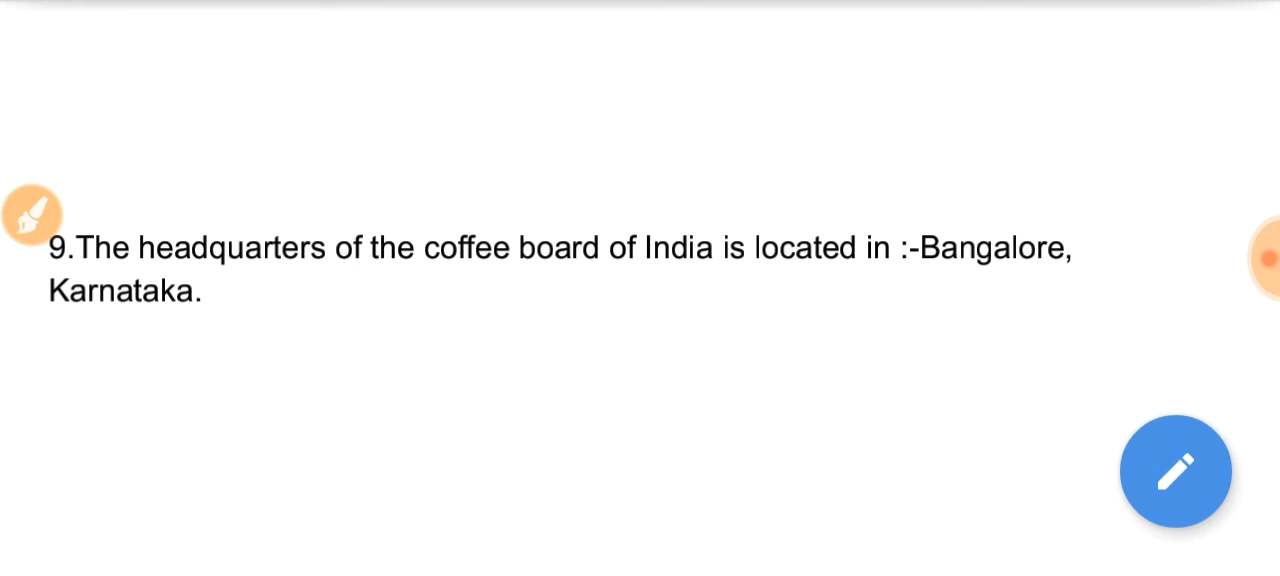 9.The headquarters of the coffee board of India is located in :-Bangalore,
Karnataka.